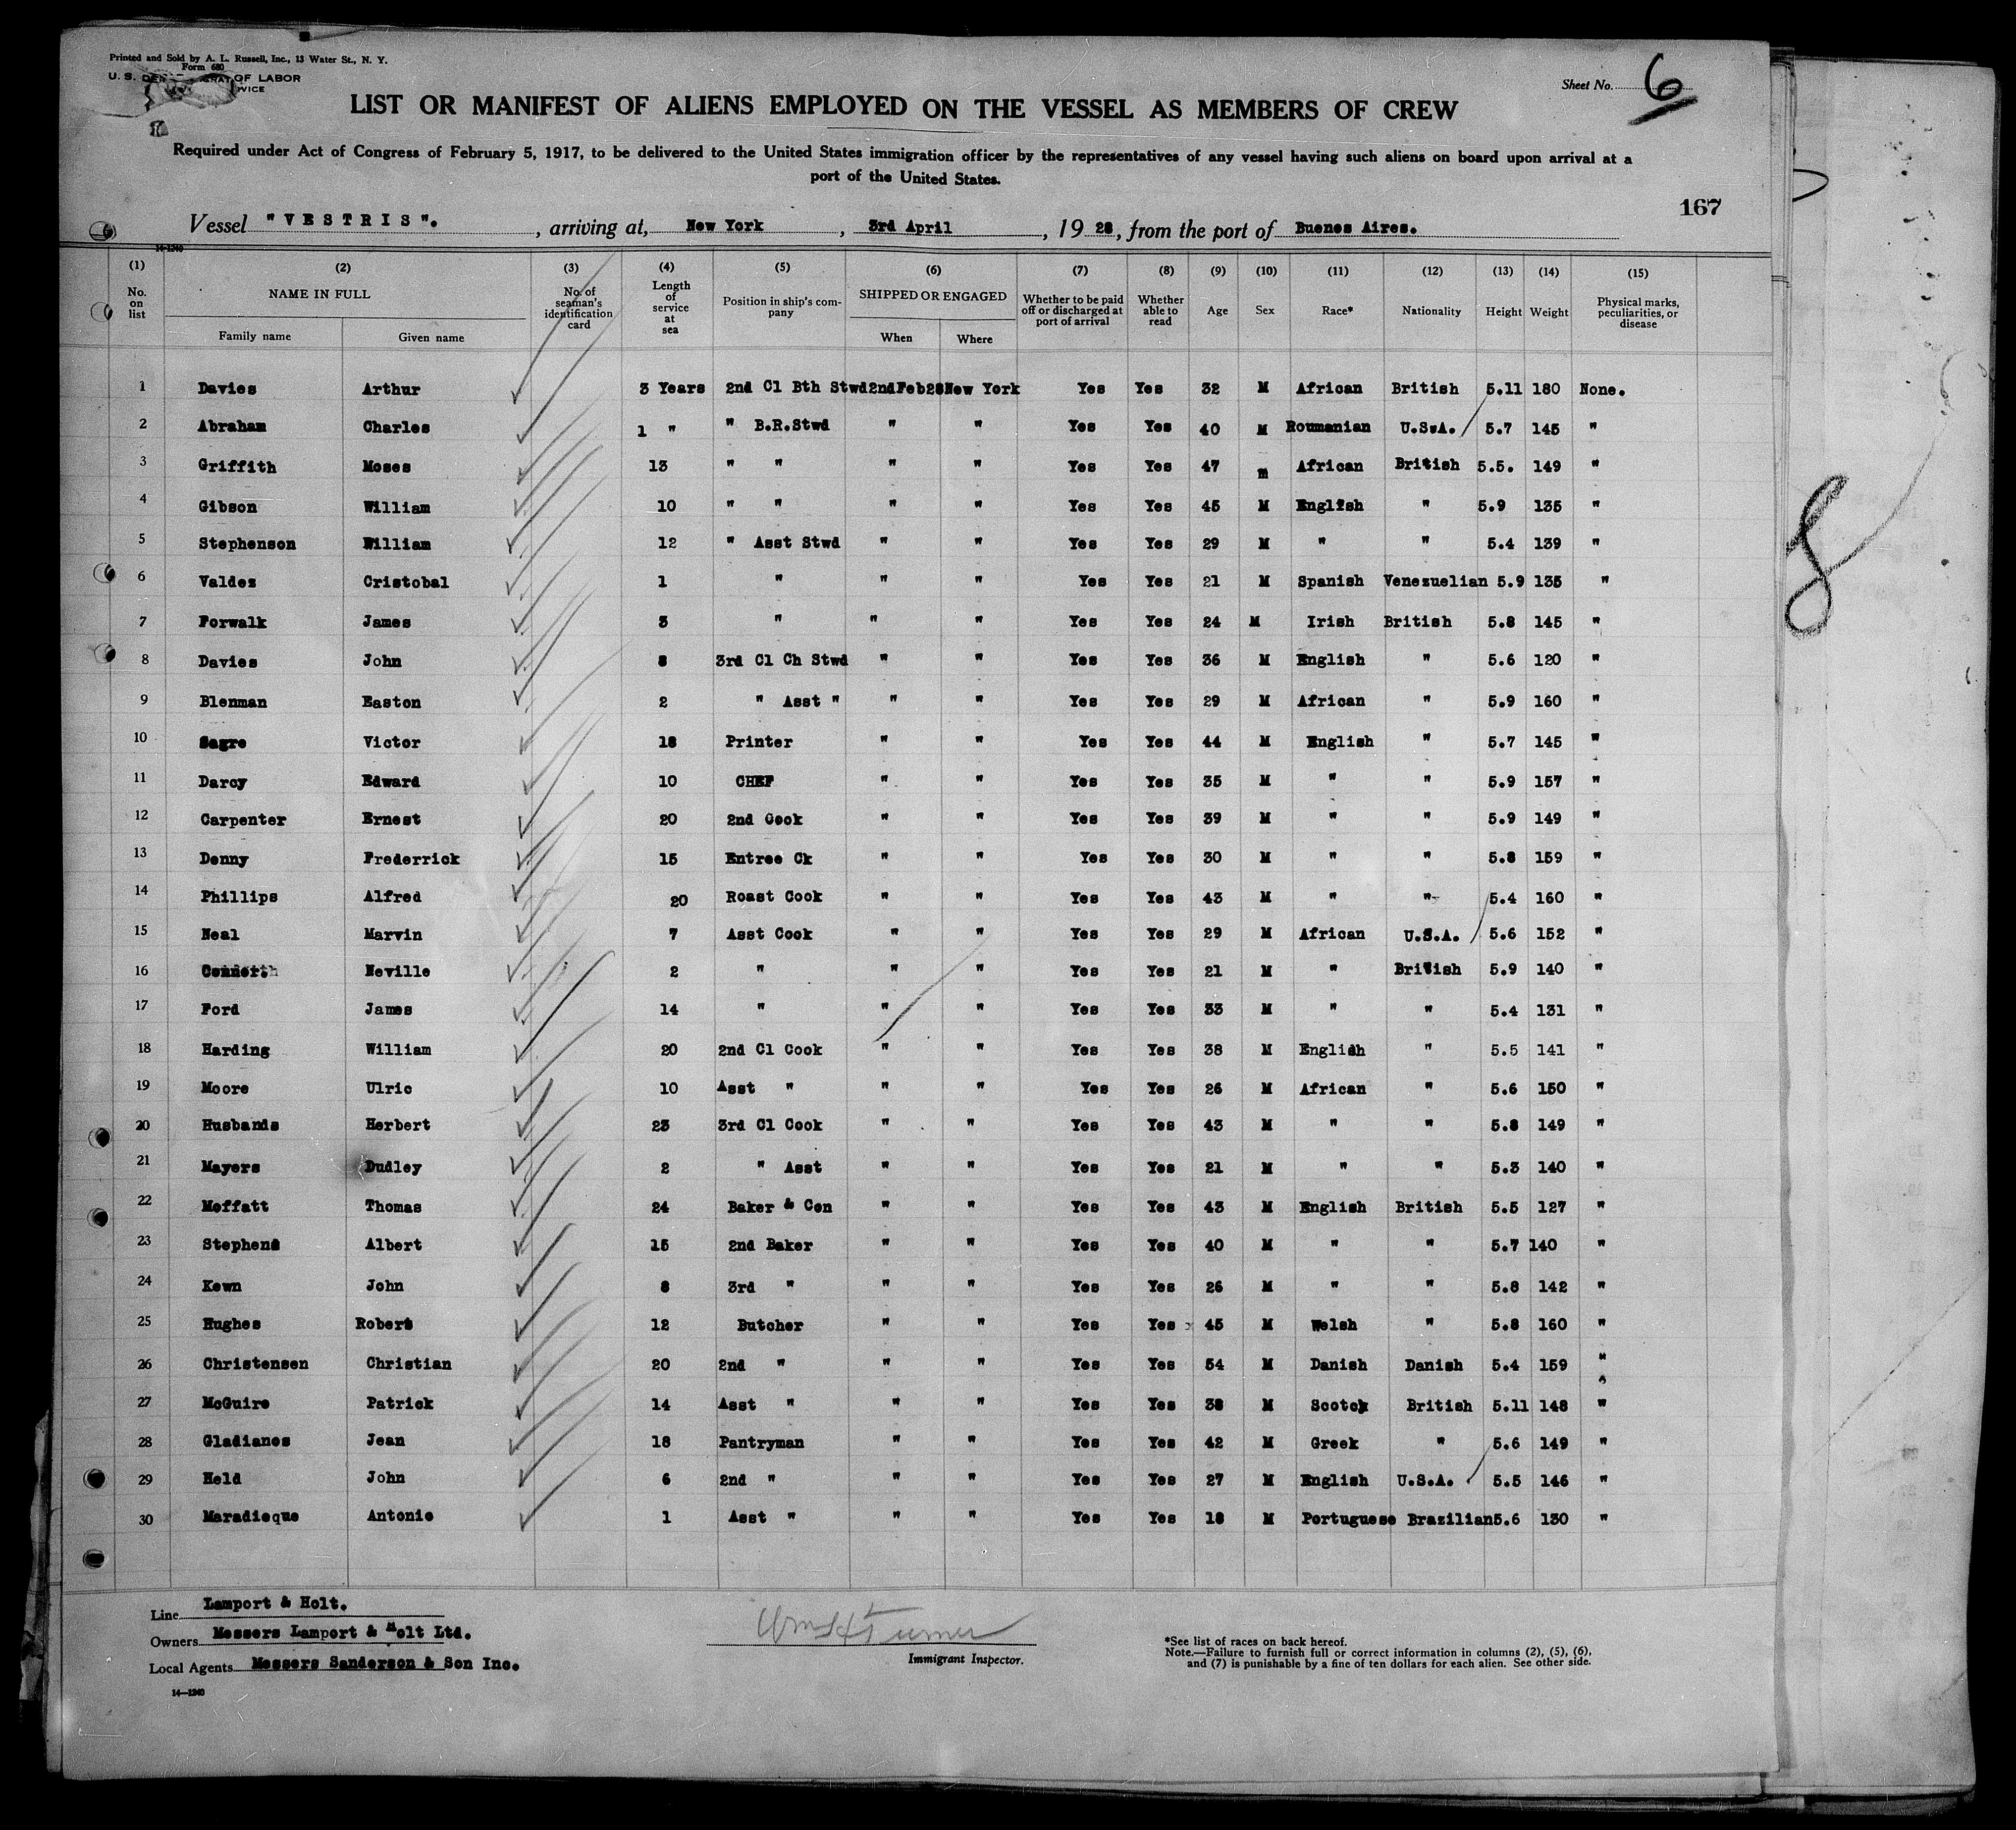 Printed and Sold by A. L. Russell, Inc., 13 Water St., N. Y.
Form 680
U. S. OF LABOR
Sheet No. 6
LIST OR MANIFEST OF ALIENS EMPLOYED ON THE VESSEL AS MEMBERS OF CREW
Required under Act of Congress of February 5, 1917, to be delivered to the United States immigration officer by the representatives of any vessel having such aliens on board upon arrival at a
port of the United States.
167
Vessel "VESTRIS". , arriving at, New York , 3rd April , 19 28, from the port of Buenos Aires.
14-1240
(1) (2) (3) (4) (5) (6) (7) (8) (9) (10) (11) (12) (13) (14) (15)
No. on list NAME IN FULL Family name Given name No. of seaman's identification card Length of service at sea Position in ship's company SHIPPED OR ENGAGED When Where Whether to be paid off or discharged at port of arrival Whether able to read Age Sex Race* Nationality Height Weight Physical marks, peculiarities, or disease
1 Davies Arthur 3 Years 2nd Cl Bth Stwd 2ndFeb28 New York Yes Yes 32 M African British 5.11 180 None.
2 Abraham Charles 1 " " B.R.Stwd " " Yes Yes 40 M Roumanian U.S.A. 5.7 145 "
3 Griffith Moses 13 " " " " Yes Yes 47 m African British 5.5. 149 "
4 Gibson William 10 " " " " Yes Yes 45 M English " 5.9 135 "
5 Stephenson William 12 " Asst Stwd " " Yes Yes 29 M " " 5.4 139 "
6 Valdez Cristobal 1 " " " Yes Yes 21 M Spanish Venezuelian 5.9 135 "
7 Forwalk James 3 " " " Yes Yes 24 M Irish British 5.8 145 "
8 Davies John 8 3rd Cl Ch Stwd " " Yes Yes 36 M English " 5.6 120 "
9 Blenman Easton 2 " Asst " " " Yes Yes 29 M African " 5.9 160 "
10 Sagre Victor 18 Printer " " Yes Yes 44 M English " 5.7 145 "
11 Darcy Edward 10 CHEF " " Yes Yes 35 M " " 5.9 157 "
12 Carpenter Ernest 20 2nd Cook " " Yes Yes 39 M " " 5.9 149 "
13 Denny Frederrick 15 Entree Ck " " Yes Yes 30 M " " 5.8 159 "
14 Phillips Alfred 20 Roast Cook " " Yes Yes 43 M " " 5.4 160 "
15 Neal Marvin 7 Asst Cook " " Yes Yes 29 M African U.S.A. 5.6 152 "
16 Neville 2 " " " Yes Yes 21 M " British 5.9 140 "
17 Ford James 14 " " " Yes Yes 33 M " " 5.4 131 "
18 Harding William 20 2nd Cl Cook " " Yes Yes 38 M English " 5.5 141 "
19 Moore Ulric 10 Asst " " " Yes Yes 26 M African " 5.6 150 "
20 Husbands Herbert 23 3rd Cl Cook " " Yes Yes 43 M " " 5.8 149 "
21 Mayers Dudley 2 " Asst " " Yes Yes 21 M " " 5.3 140 "
22 Moffatt Thomas 24 Baker & Con " " Yes Yes 43 M English British 5.5 127 "
23 Stephens Albert 15 2nd Baker " " Yes Yes 40 M " " 5.7 140 "
24 Kewn John 8 3rd " " " Yes Yes 26 M " " 5.8 142 "
25 Hughes Robert 12 Butcher " " Yes Yes 45 M Welsh " 5.8 160 "
26 Christensen Christian 20 2nd " " " Yes Yes 54 M Danish Danish 5.4 159 "
27 McGuire Patrick 14 Asst " " " Yes Yes 38 M Scotch British 5.11 148 "
28 Gladianos Jean 18 Pantryman " " Yes Yes 42 M Greek " 5.6 149 "
29 Held John 6 2nd " " " Yes Yes 27 M English U.S.A. 5.5 146 "
30 Maradieque Antonio 1 Asst " " " Yes Yes 18 M Portuguese Brazilian 5.6 130 "
Line Lamport & Holt.
Owners Messers Lamport & Holt Ltd.
Local Agents Messers Sanderson & Son Inc.
14-1240
Wm H Turner
Immigrant Inspector.
*See list of races on back hereof.
Note.—Failure to furnish full or correct information in columns (2), (5), (6),
and (7) is punishable by a fine of ten dollars for each alien. See other side.
8